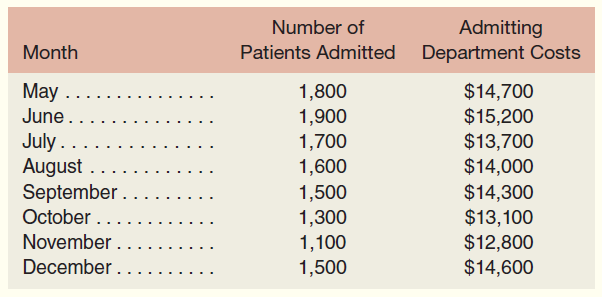 Number of Admitting
Month Patients Admitted Department Costs
May . . . . . . . . . . . . . . . 1,800 $14,700
June . . . . . . . . . . . . . . 1,900 $15,200
July . . . . . . . . . . . . . . . 1,700 $13,700
August . . . . . . . . . . . . 1,600 $14,000
September . . . . . . . . . 1,500 $14,300
October . . . . . . . . . . . . 1,300 $13,100
November . . . . . . . . . . 1,100 $12,800
December . . . . . . . . . . 1,500 $14,600